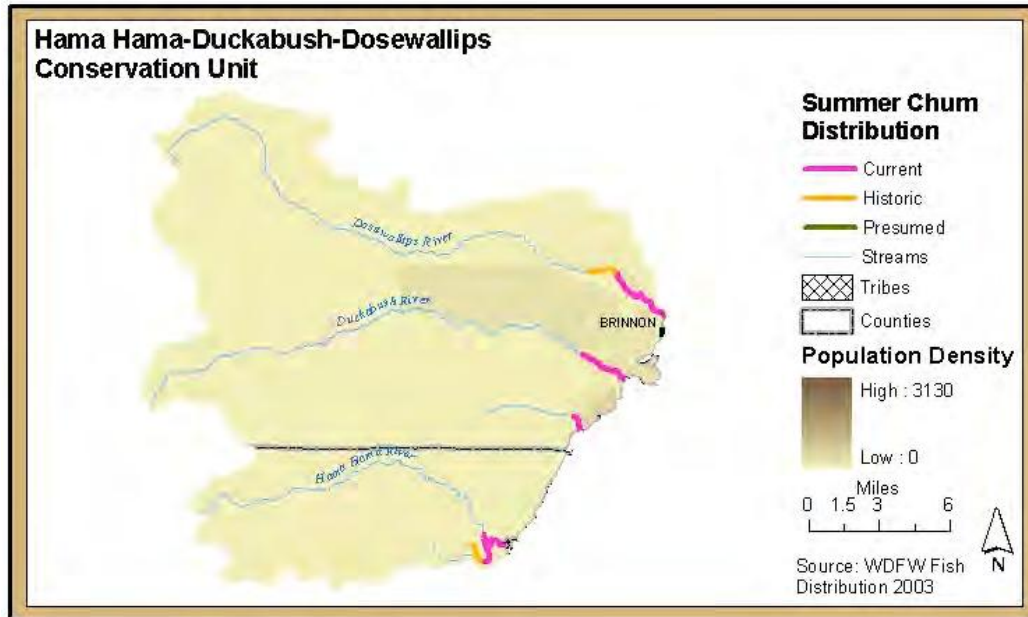 Hama Hama-Duckabush-Dosewallips
Conservation Unit
Dosewallips River
Duckabush River
BRINNON
Hama Hama River
Summer Chum
Distribution
Current
Historic
Presumed
Streams
Tribes
Counties
Population Density
High : 3130
Low : 0
Miles
0 1.5 3 6
N
Source: WDFW Fish
Distribution 2003